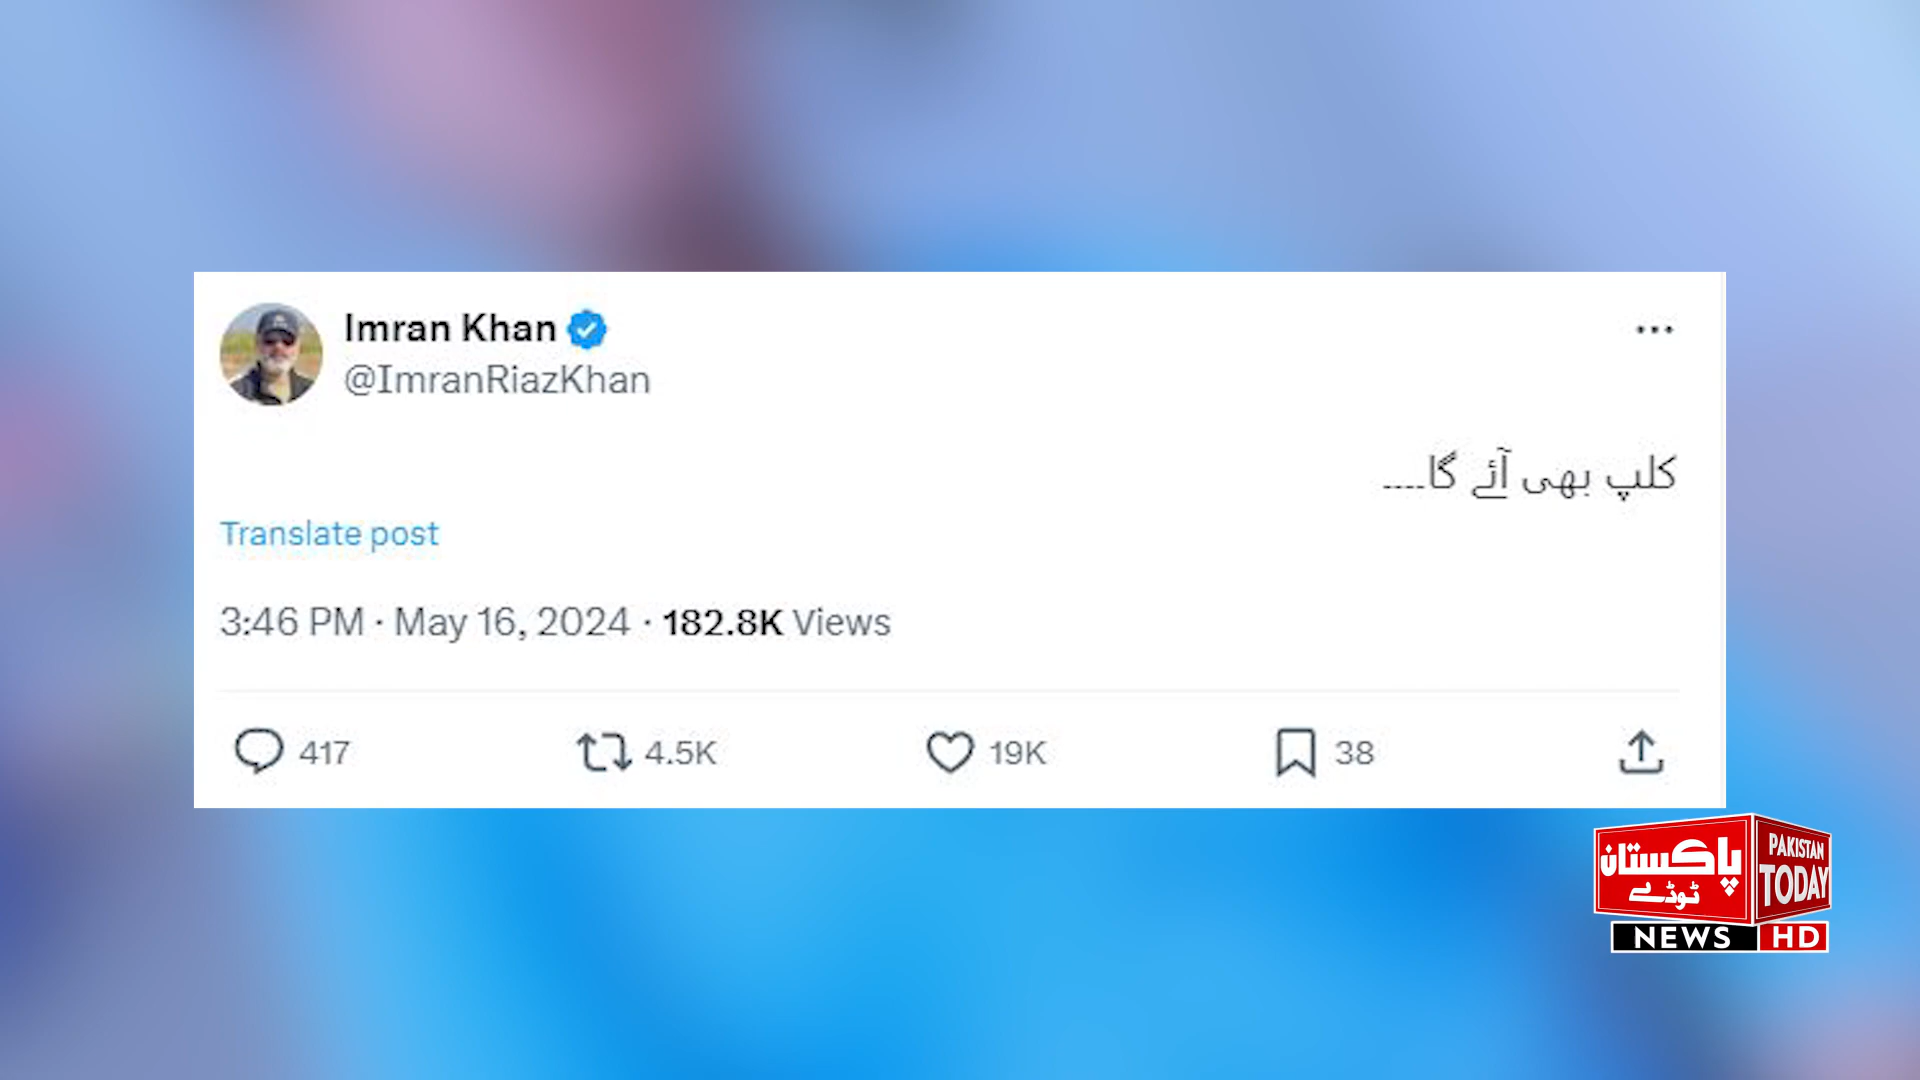 Imran Khan
@ImranRiazKhan
کلپ بھی آئے گا....
Translate post
3:46 PM · May 16, 2024 · 182.8K Views
417 4.5K 19K 38
پاکستان
ٹوڈے
PAKISTAN
TODAY
NEWS HD